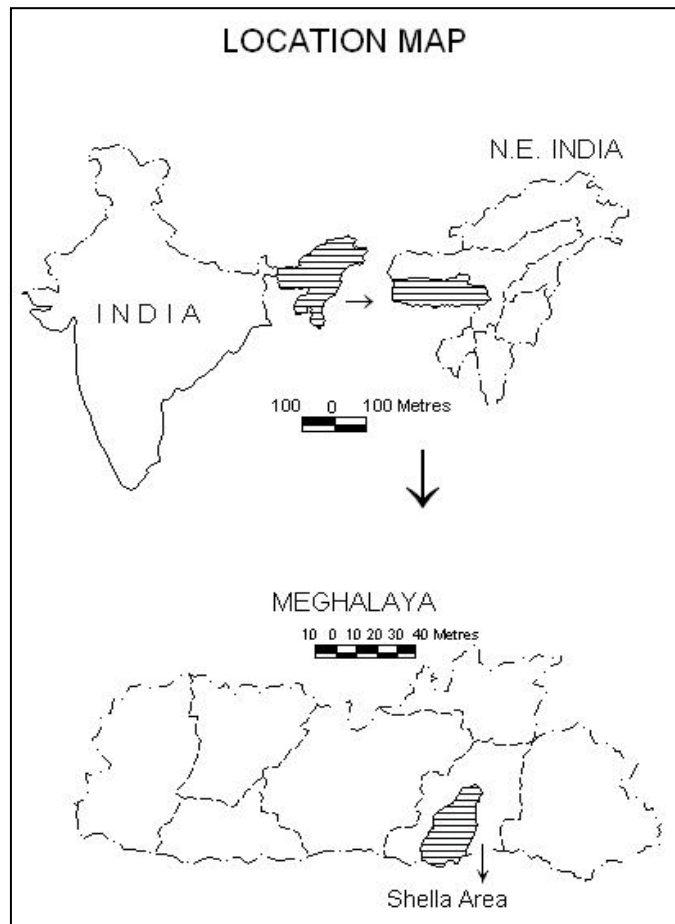 LOCATION MAP
N.E. INDIA
INDIA
100 0 100 Metres
MEGHALAYA
10 0 10 20 30 40 Metres
Shella Area